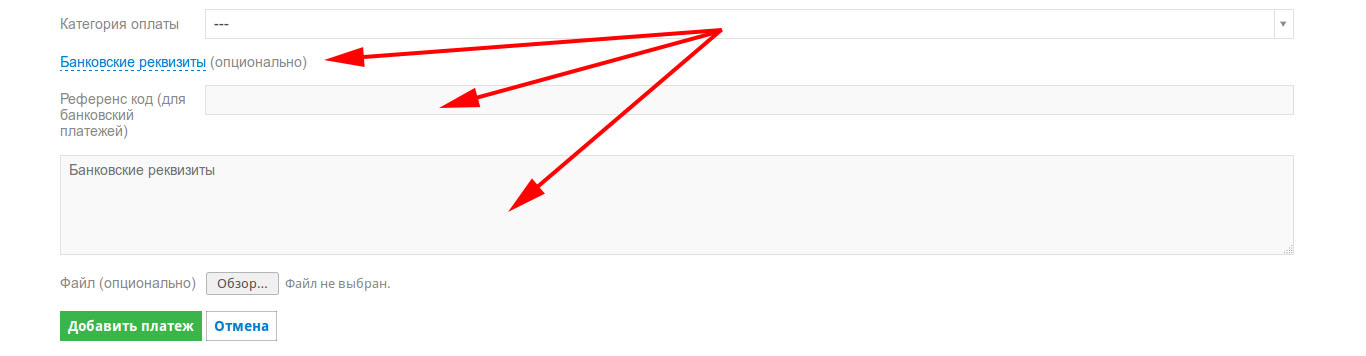 Категория оплаты ---
Банковские реквизиты (опционально)
Референс код (для
банковский
платежей)
Банковские реквизиты
Файл (опционально) Обзор... Файл не выбран.
Добавить платеж Отмена